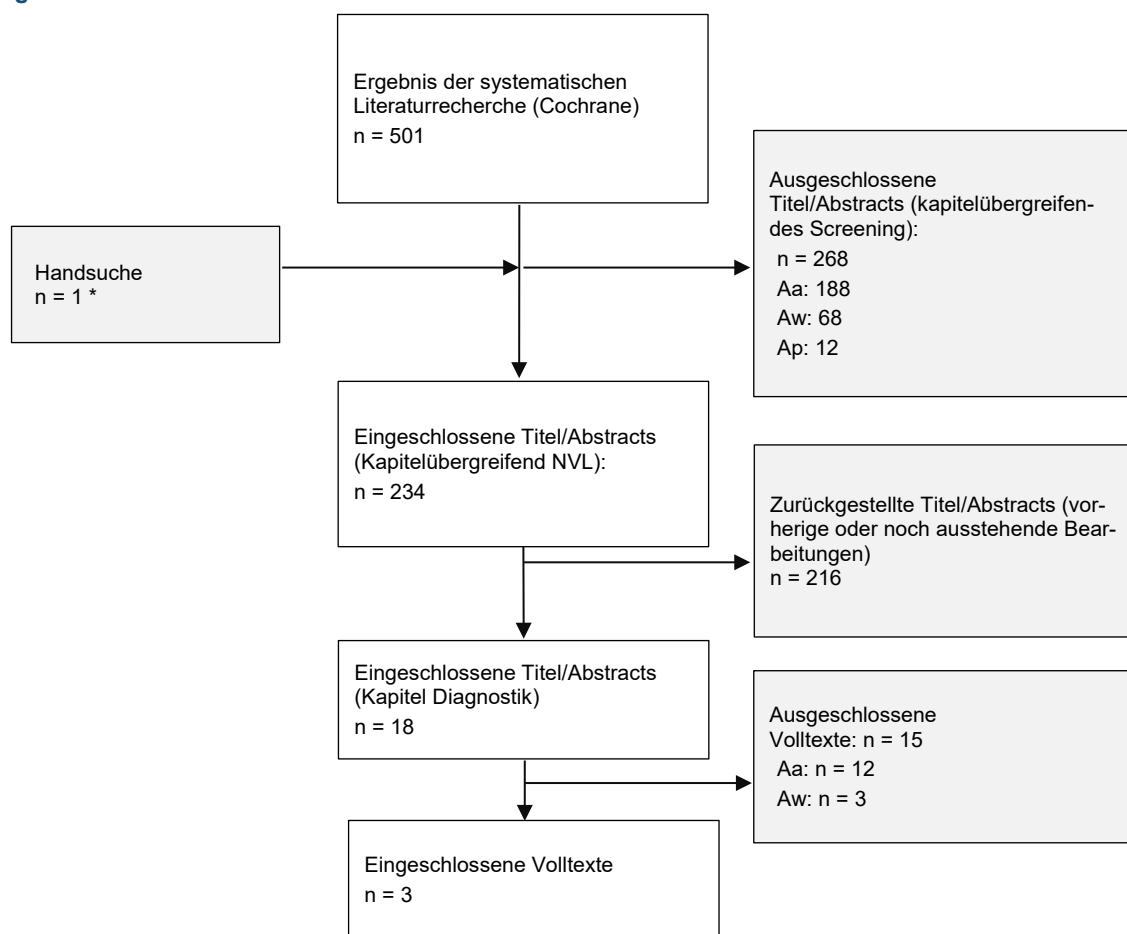 g
Ergebnis der systematischen
Literaturrecherche (Cochrane)
n = 501
Handsuche
n = 1 *
Ausgeschlossene
Titel/Abstracts (kapitelübergreifen-
des Screening):
n = 268
Aa: 188
Aw: 68
Ap: 12
Eingeschlossene Titel/Abstracts
(Kapitelübergreifend NVL):
n = 234
Zurückgestellte Titel/Abstracts (vor-
herige oder noch ausstehende Bear-
beitungen)
n = 216
Eingeschlossene Titel/Abstracts
(Kapitel Diagnostik)
n = 18
Ausgeschlossene
Volltexte: n = 15
Aa: n = 12
Aw: n = 3
Eingeschlossene Volltexte
n = 3